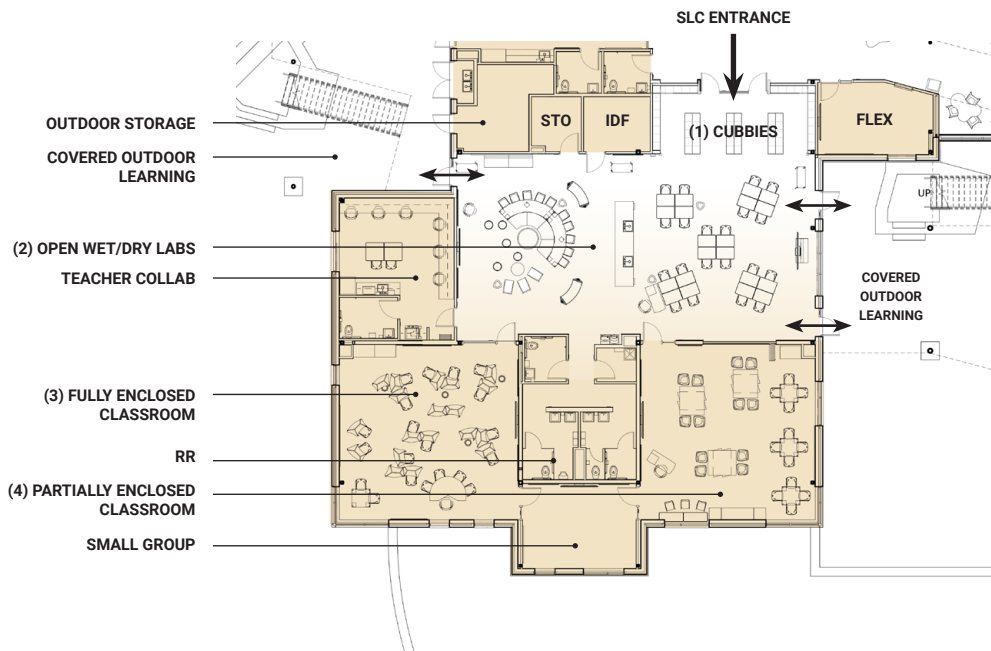 SLC ENTRANCE
OUTDOOR STORAGE
STO
IDF
(1) CUBBIES
FLEX
COVERED OUTDOOR
LEARNING
UP
(2) OPEN WET/DRY LABS
TEACHER COLLAB
COVERED
OUTDOOR
LEARNING
(3) FULLY ENCLOSED
CLASSROOM
RR
(4) PARTIALLY ENCLOSED
CLASSROOM
SMALL GROUP